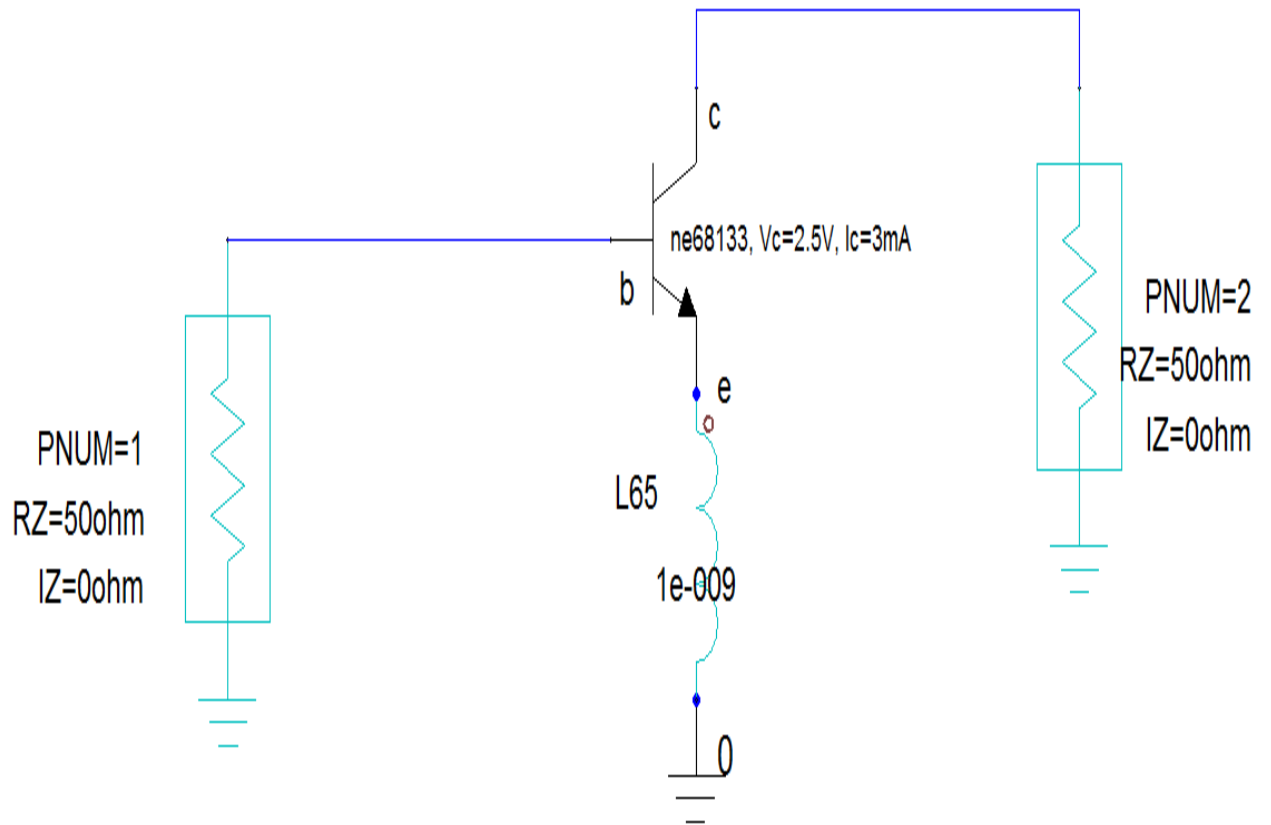 c
ne68133, Vc=2.5V, Ic=3mA
b
PNUM=2
RZ=50ohm
IZ=0ohm
e
PNUM=1
RZ=50ohm
IZ=0ohm
L65
1e-009
0